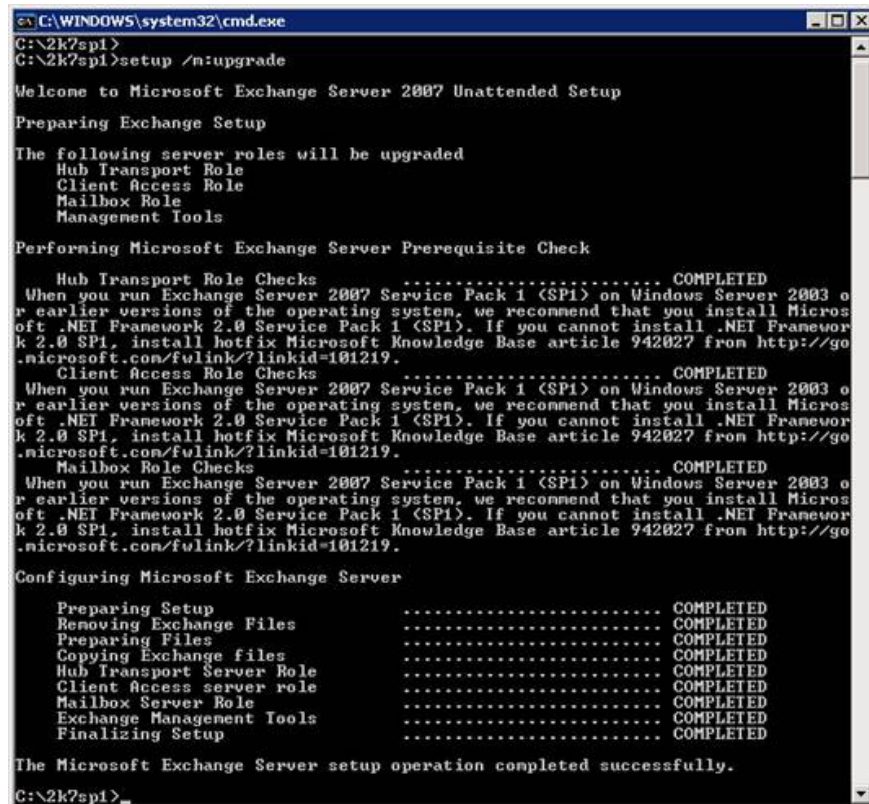 C:\WINDOWS\system32\cmd.exe
C:\2k7sp1>
C:\2k7sp1>setup /m:upgrade
Welcome to Microsoft Exchange Server 2007 Unattended Setup
Preparing Exchange Setup
The following server roles will be upgraded
Hub Transport Role
Client Access Role
Mailbox Role
Management Tools
Performing Microsoft Exchange Server Prerequisite Check
Hub Transport Role Checks ......................... COMPLETED
When you run Exchange Server 2007 Service Pack 1 (SP1) on Windows Server 2003 o
r earlier versions of the operating system, we recommend that you install Micros
oft .NET Framework 2.0 Service Pack 1 (SP1). If you cannot install .NET Framewor
k 2.0 SP1, install hotfix Microsoft Knowledge Base article 942027 from http://go
.microsoft.com/fwlink/?linkid=101219.
Client Access Role Checks ......................... COMPLETED
When you run Exchange Server 2007 Service Pack 1 (SP1) on Windows Server 2003 o
r earlier versions of the operating system, we recommend that you install Micros
oft .NET Framework 2.0 Service Pack 1 (SP1). If you cannot install .NET Framewor
k 2.0 SP1, install hotfix Microsoft Knowledge Base article 942027 from http://go
.microsoft.com/fwlink/?linkid=101219.
Mailbox Role Checks ......................... COMPLETED
When you run Exchange Server 2007 Service Pack 1 (SP1) on Windows Server 2003 o
r earlier versions of the operating system, we recommend that you install Micros
oft .NET Framework 2.0 Service Pack 1 (SP1). If you cannot install .NET Framewor
k 2.0 SP1, install hotfix Microsoft Knowledge Base article 942027 from http://go
.microsoft.com/fwlink/?linkid=101219.
Configuring Microsoft Exchange Server
Preparing Setup ......................... COMPLETED
Removing Exchange Files ......................... COMPLETED
Preparing Files ......................... COMPLETED
Copying Exchange files ......................... COMPLETED
Hub Transport Server Role ......................... COMPLETED
Client Access server role ......................... COMPLETED
Mailbox Server Role ......................... COMPLETED
Exchange Management Tools ......................... COMPLETED
Finalizing Setup ......................... COMPLETED
The Microsoft Exchange Server setup operation completed successfully.
C:\2k7sp1>_